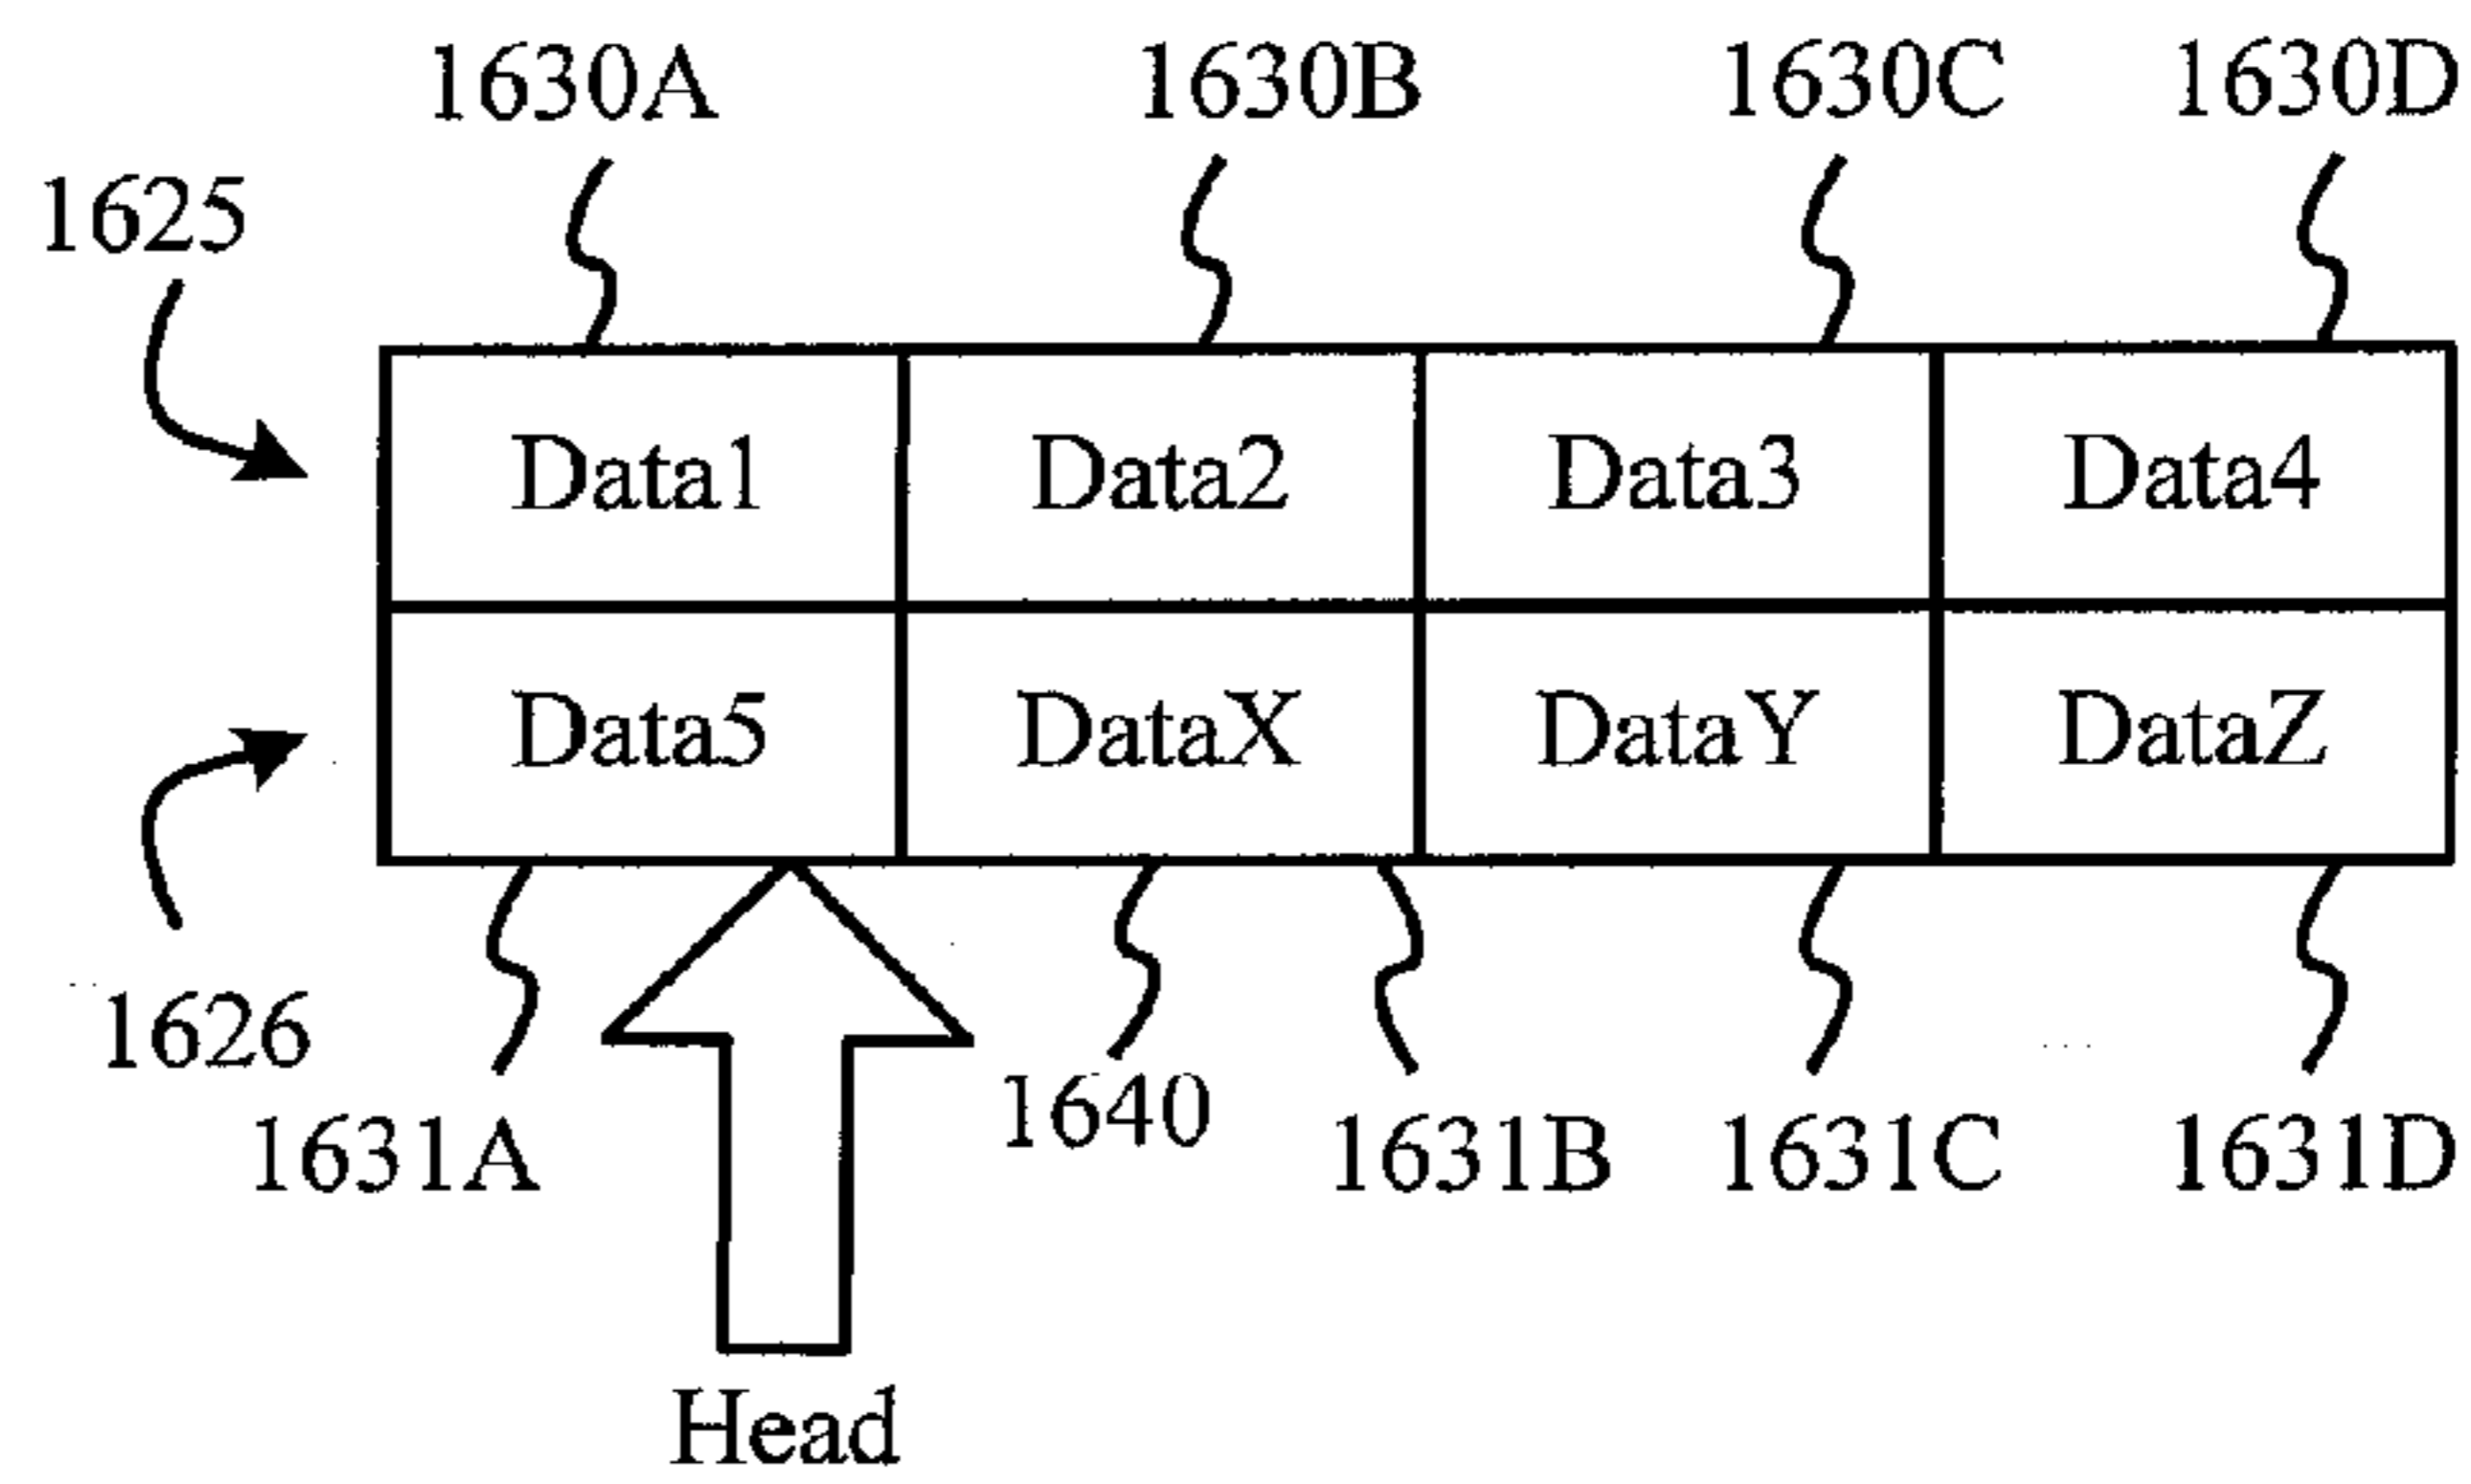 1630A 1630B 1630C 1630D
1625
Data1 Data2 Data3 Data4
Data5 DataX DataY DataZ
1626
1640
1631A 1631B 1631C 1631D
Head